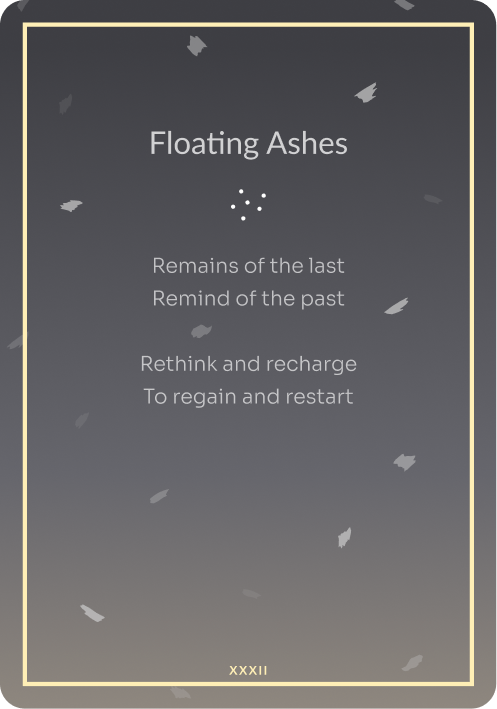 Floating Ashes
Remains of the last
Remind of the past
Rethink and recharge
To regain and restart
XXXII